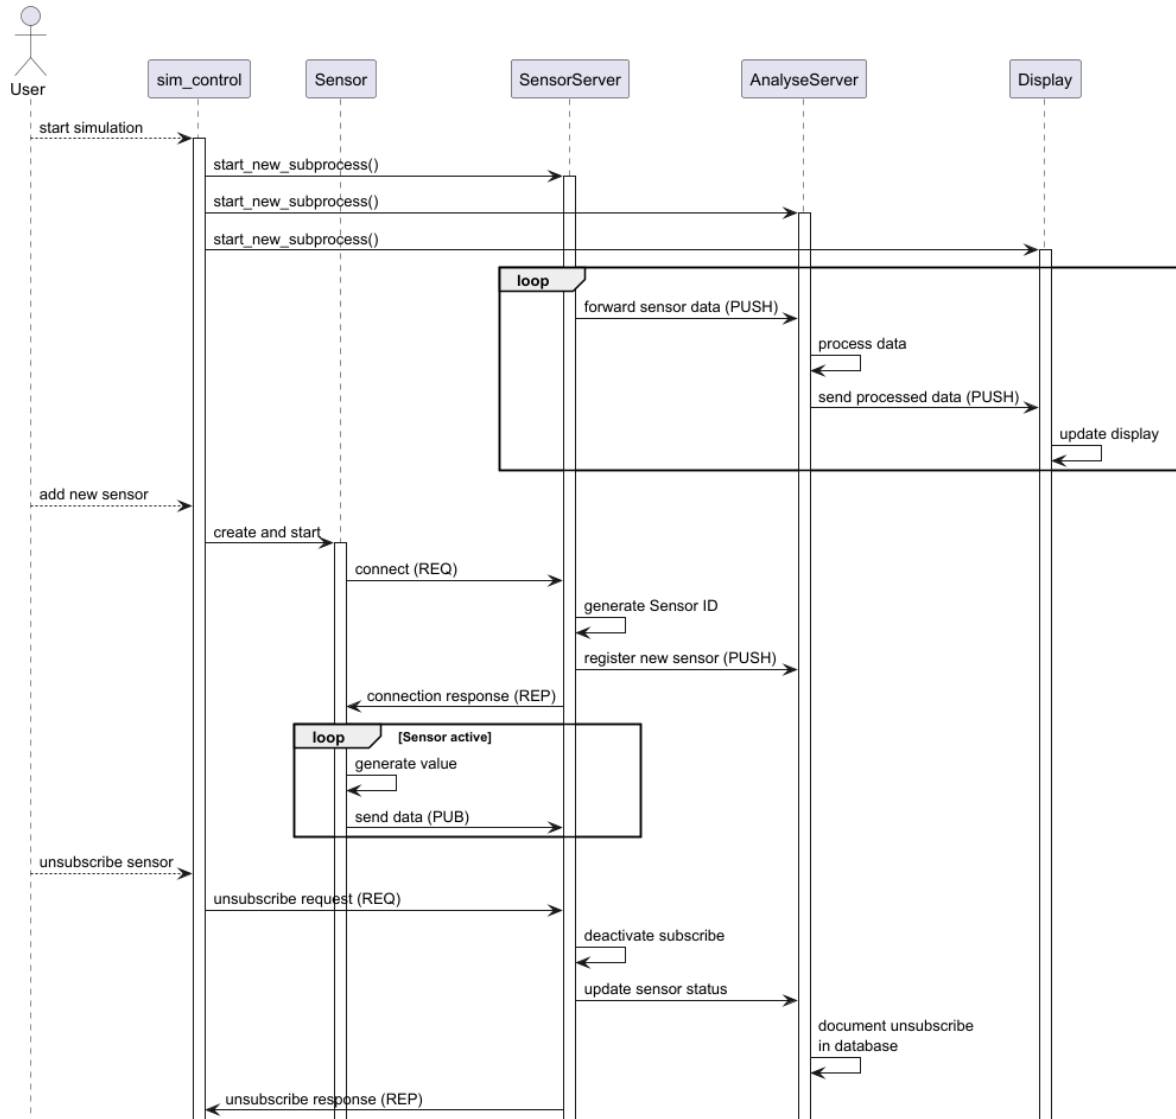 User
sim_control
Sensor
SensorServer
AnalyseServer
Display
start simulation
start_new_subprocess()
start_new_subprocess()
start_new_subprocess()
loop
forward sensor data (PUSH)
process data
send processed data (PUSH)
update display
add new sensor
create and start
connect (REQ)
generate Sensor ID
register new sensor (PUSH)
connection response (REP)
loop [Sensor active]
generate value
send data (PUB)
unsubscribe sensor
unsubscribe request (REQ)
deactivate subscribe
update sensor status
document unsubscribe
in database
unsubscribe response (REP)